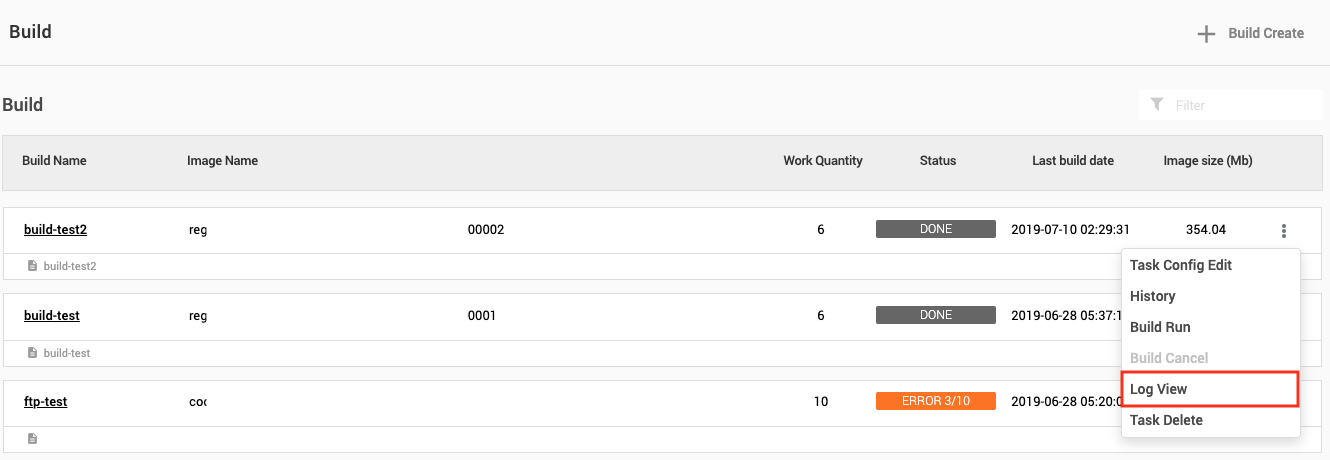 Build
Build Create
Build
Filter
Build Name Image Name Work Quantity Status Last build date Image size (Mb)
build-test2 reg 00002 6 DONE 2019-07-10 02:29:31 354.04
build-test2
Task Config Edit
History
build-test reg 0001 6 DONE 2019-06-28 05:37:1
Build Run
build-test
Build Cancel
Log View
ftp-test coc 10 ERROR 3/10 2019-06-28 05:20:0
Task Delete